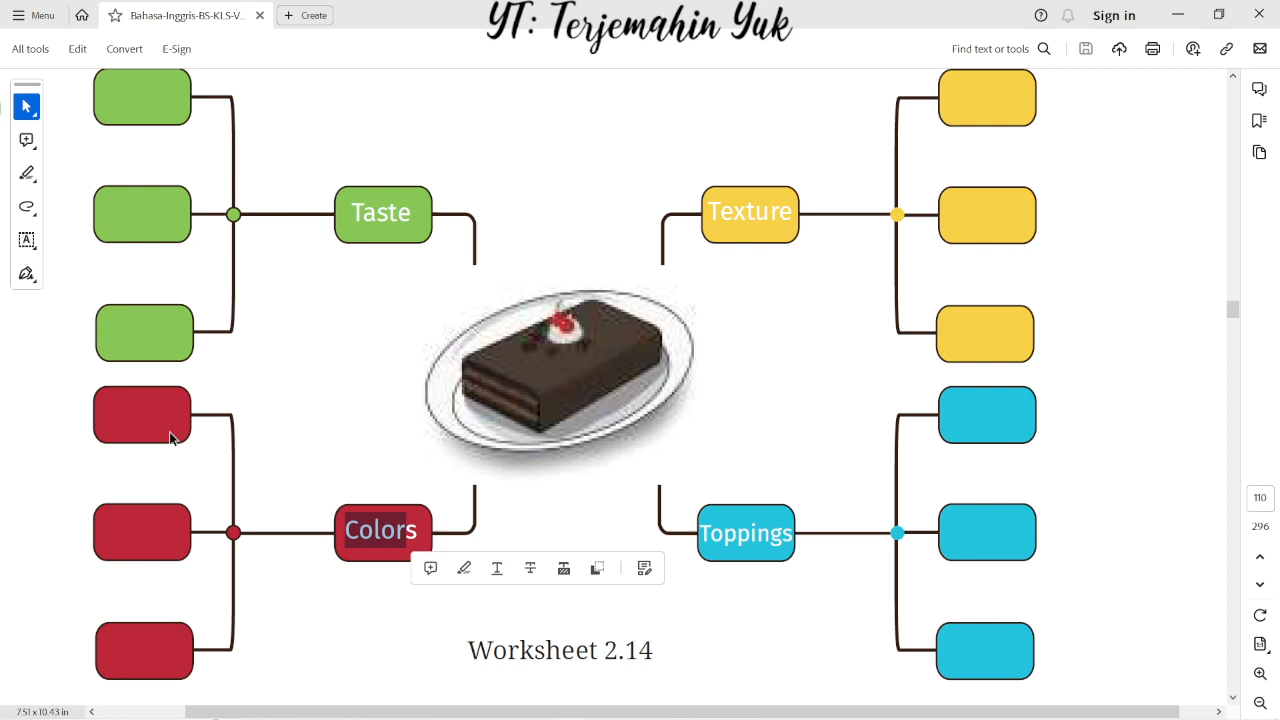 YT: Terjemahin Yuk
Menu
.Bahasa-Inggris-BS-KLS-V...
Create
Sign in
All tools
Edit
Convert
E-Sign
Find text or tools
Taste
Texture
Colors
Toppings
Worksheet 2.14
110
296
7.51 x 10.43 in